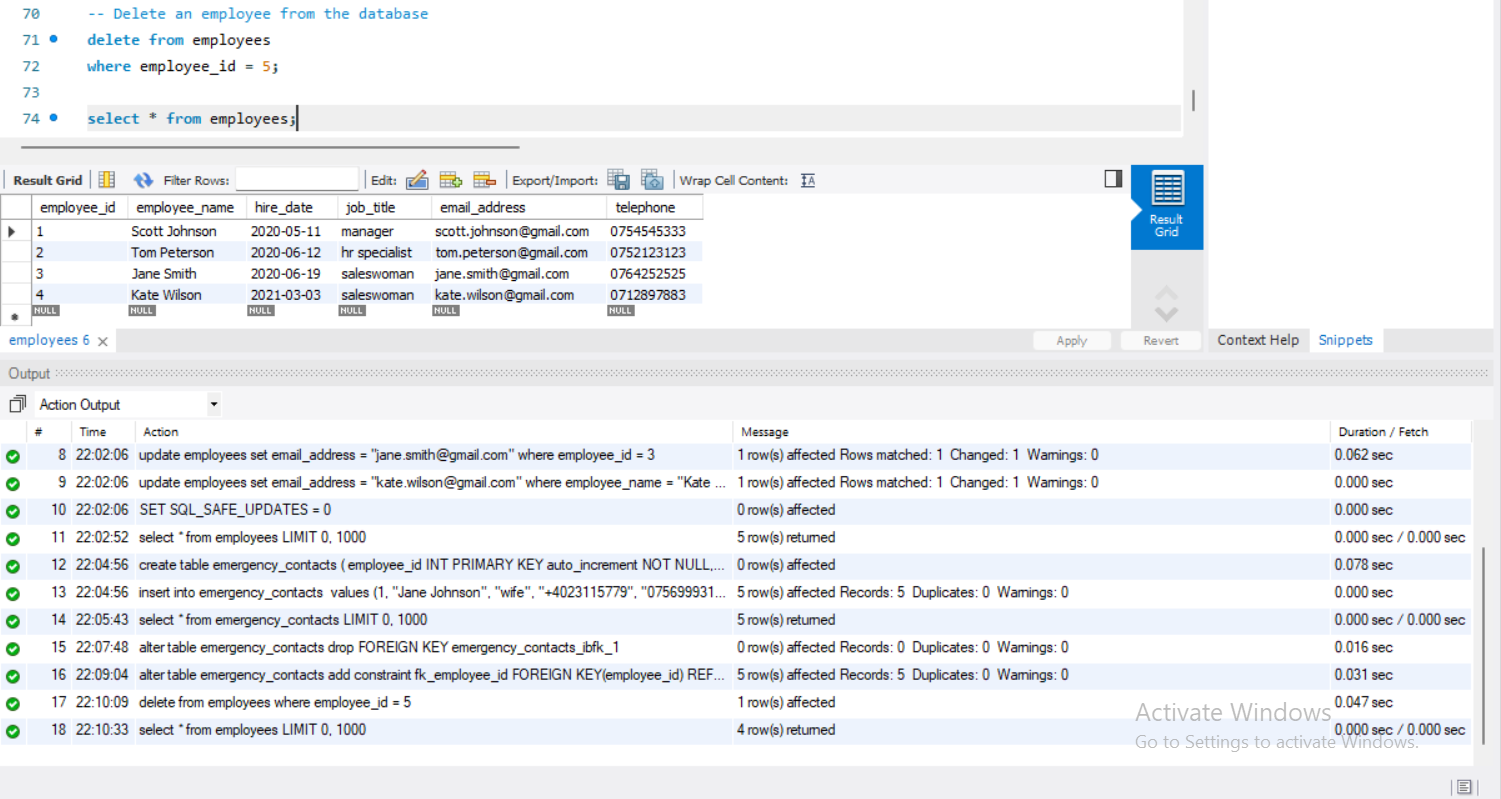 70 -- Delete an employee from the database
71 delete from employees
72 where employee_id = 5;
73
74 select * from employees;
Result Grid Filter Rows: Edit: Export/Import: Wrap Cell Content: IA
employee_id employee_name hire_date job_title email_address telephone
1 Scott Johnson 2020-05-11 manager scott.johnson@gmail.com 0754545333
2 Tom Peterson 2020-06-12 hr specialist tom.peterson@gmail.com 0752123123
3 Jane Smith 2020-06-19 saleswoman jane.smith@gmail.com 0764252525
4 Kate Wilson 2021-03-03 saleswoman kate.wilson@gmail.com 0712897883
* NULL NULL NULL NULL NULL NULL
Result
Grid
employees 6 Apply Revert Context Help Snippets
Output
Action Output
# Time Action Message Duration / Fetch
8 22:02:06 update employees set email_address = "jane.smith@gmail.com" where employee_id = 3 1 row(s) affected Rows matched: 1 Changed: 1 Warnings: 0 0.062 sec
9 22:02:06 update employees set email_address = "kate.wilson@gmail.com" where employee_name = "Kate ... 1 row(s) affected Rows matched: 1 Changed: 1 Warnings: 0 0.000 sec
10 22:02:06 SET SQL_SAFE_UPDATES = 0 0 row(s) affected 0.000 sec
11 22:02:52 select * from employees LIMIT 0, 1000 5 row(s) returned 0.000 sec / 0.000 sec
12 22:04:56 create table emergency_contacts ( employee_id INT PRIMARY KEY auto_increment NOT NULL,... 0 row(s) affected 0.078 sec
13 22:04:56 insert into emergency_contacts values (1, "Jane Johnson", "wife", "+4023115779", "075699931... 5 row(s) affected Records: 5 Duplicates: 0 Warnings: 0 0.000 sec
14 22:05:43 select * from emergency_contacts LIMIT 0, 1000 5 row(s) returned 0.000 sec / 0.000 sec
15 22:07:48 alter table emergency_contacts drop FOREIGN KEY emergency_contacts_ibfk_1 0 row(s) affected Records: 0 Duplicates: 0 Warnings: 0 0.016 sec
16 22:09:04 alter table emergency_contacts add constraint fk_employee_id FOREIGN KEY(employee_id) REF... 5 row(s) affected Records: 5 Duplicates: 0 Warnings: 0 0.031 sec
17 22:10:09 delete from employees where employee_id = 5 1 row(s) affected 0.047 sec
18 22:10:33 select * from employees LIMIT 0, 1000 4 row(s) returned 0.000 sec / 0.000 sec
Activate Windows
Go to Settings to activate Windows.